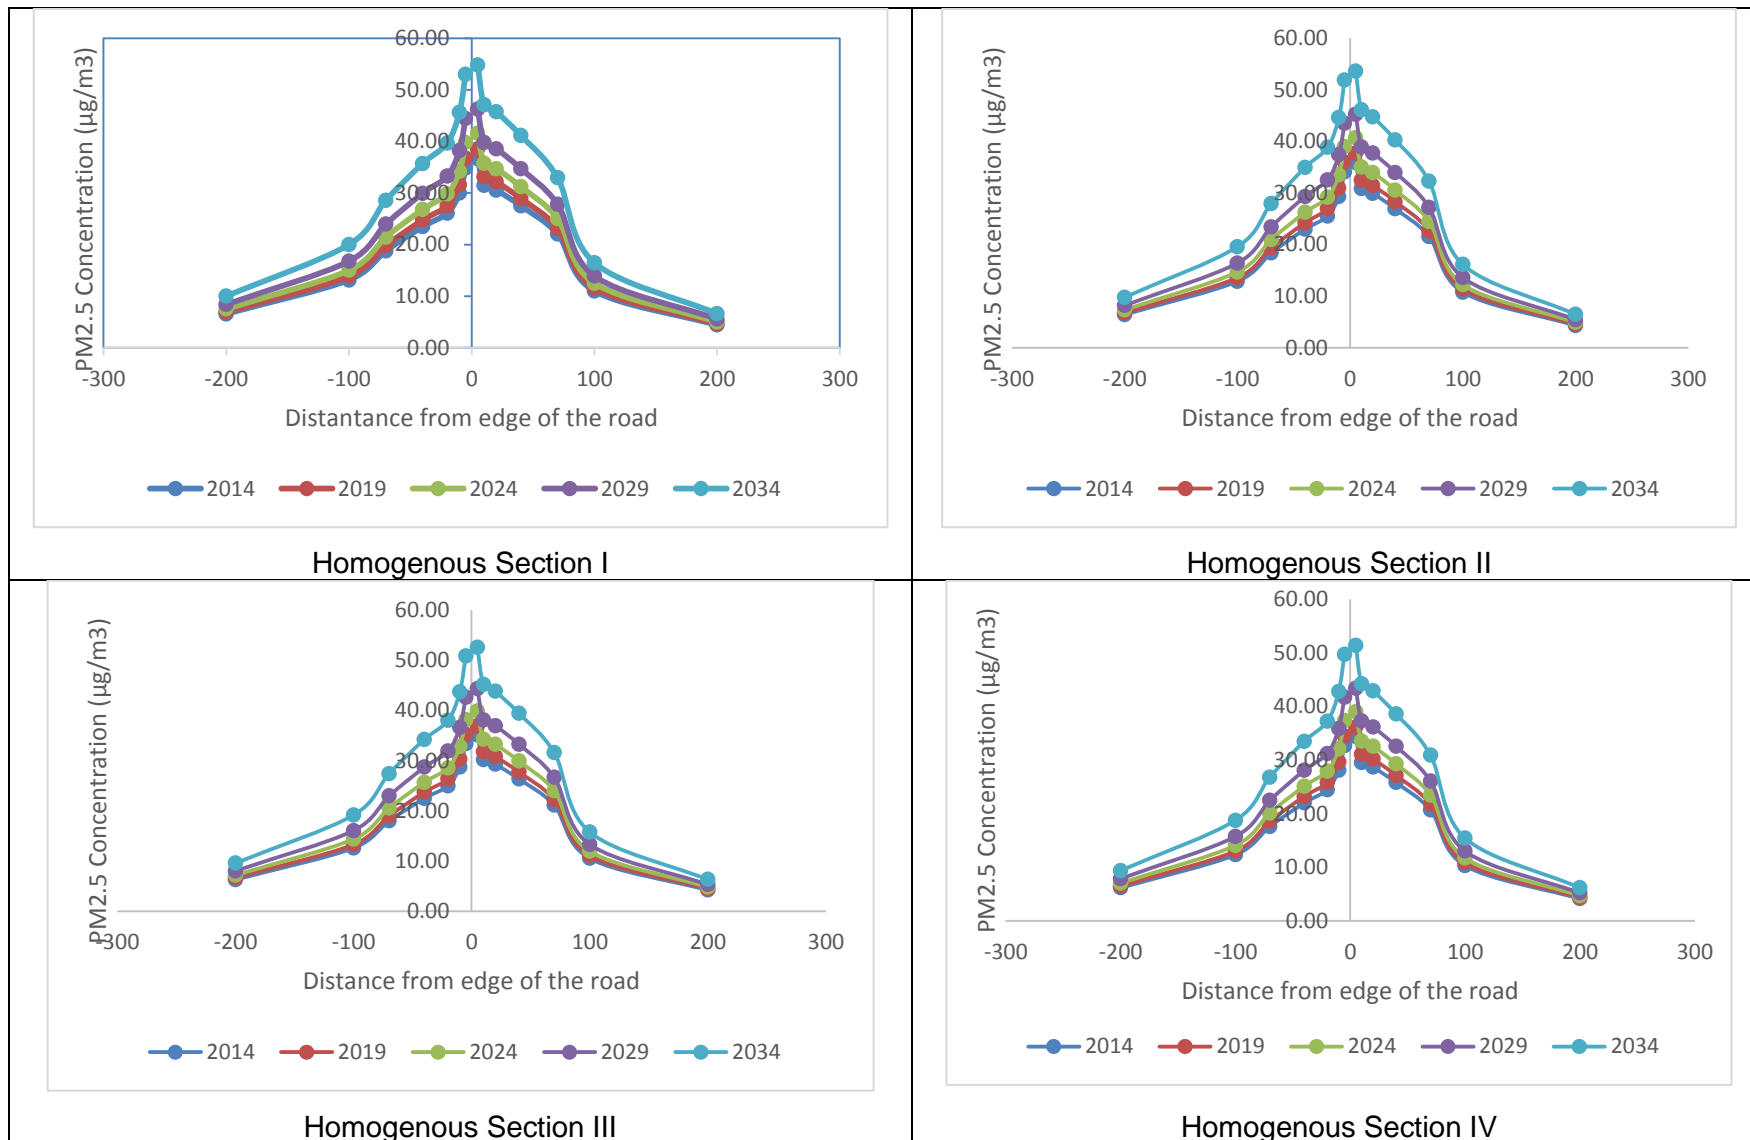 PM2.5 Concentration (µg/m3)
60.00
50.00
40.00
30.00
20.00
10.00
0.00
-300 -200 -100 0 100 200 300
Distantance from edge of the road
2014 2019 2024 2029 2034
Homogenous Section I
PM2.5 Concentration (µg/m3)
60.00
50.00
40.00
30.00
20.00
10.00
0.00
-300 -200 -100 0 100 200 300
Distance from edge of the road
2014 2019 2024 2029 2034
Homogenous Section II
PM2.5 Concentration (µg/m3)
60.00
50.00
40.00
30.00
20.00
10.00
0.00
-300 -200 -100 0 100 200 300
Distance from edge of the road
2014 2019 2024 2029 2034
Homogenous Section III
PM2.5 Concentration (µg/m3)
60.00
50.00
40.00
30.00
20.00
10.00
0.00
-300 -200 -100 0 100 200 300
Distance from edge of the road
2014 2019 2024 2029 2034
Homogenous Section IV